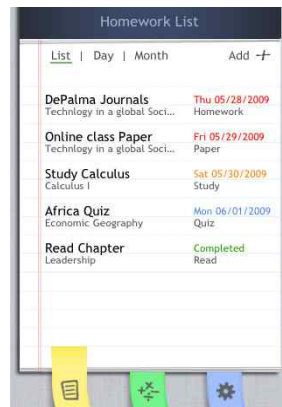 Homework List
List | Day | Month Add +
DePalma Journals Thu 05/28/2009
Technlogy in a global Soci... Homework
Online class Paper Fri 05/29/2009
Technlogy in a global Soci... Paper
Study Calculus Sat 05/30/2009
Calculus I Study
Africa Quiz Mon 06/01/2009
Economic Geography Quiz
Read Chapter Completed
Leadership Read